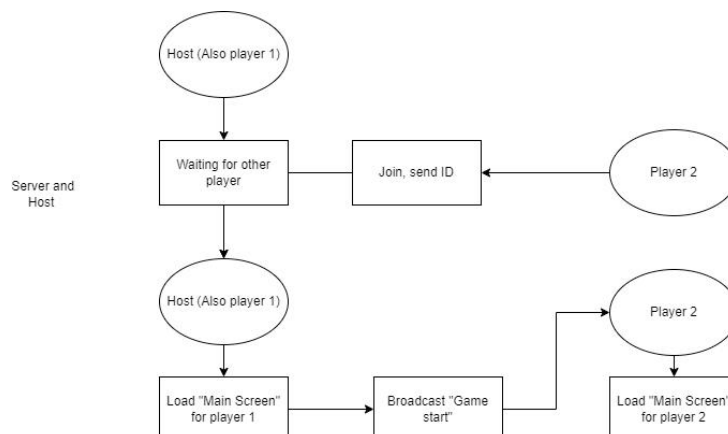 Host (Also player 1)
Waiting for other
player
Join, send ID
Player 2
Server and
Host
Host (Also player 1)
Player 2
Load "Main Screen"
for player 1
Broadcast "Game
start"
Load "Main Screen"
for player 2